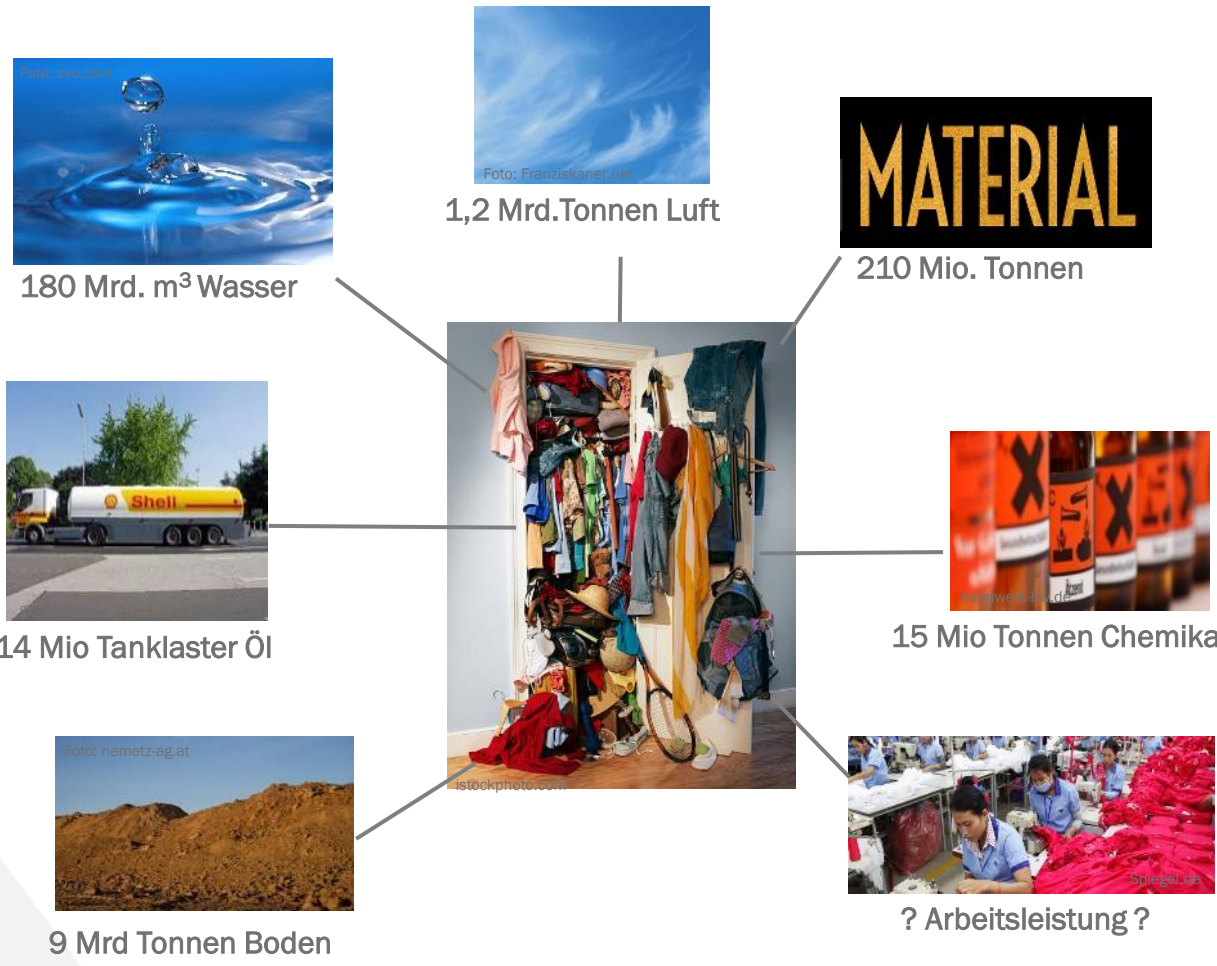 Foto: zvo.com
180 Mrd. m³ Wasser
Foto: Franziskaner.net
1,2 Mrd.Tonnen Luft
MATERIAL
210 Mio. Tonnen
Shell
14 Mio Tanklaster Öl
istockphoto.com
Ätzend
15 Mio Tonnen Chemika
Foto: nemetz-ag.at
9 Mrd Tonnen Boden
Spiegel.de
? Arbeitsleistung ?